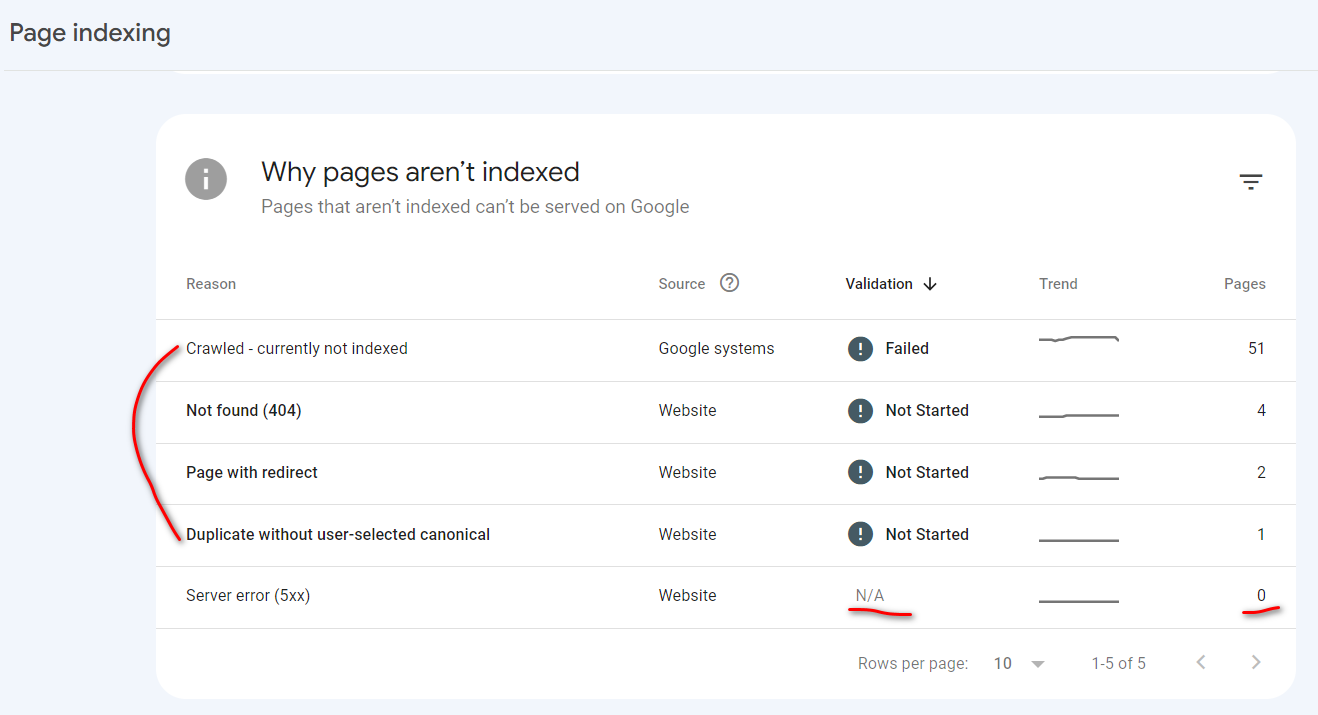 Page indexing
Why pages aren’t indexed
Pages that aren’t indexed can’t be served on Google
Reason Source Validation Trend Pages
Crawled - currently not indexed Google systems Failed 51
Not found (404) Website Not Started 4
Page with redirect Website Not Started 2
Duplicate without user-selected canonical Website Not Started 1
Server error (5xx) Website N/A 0
Rows per page: 10 1-5 of 5